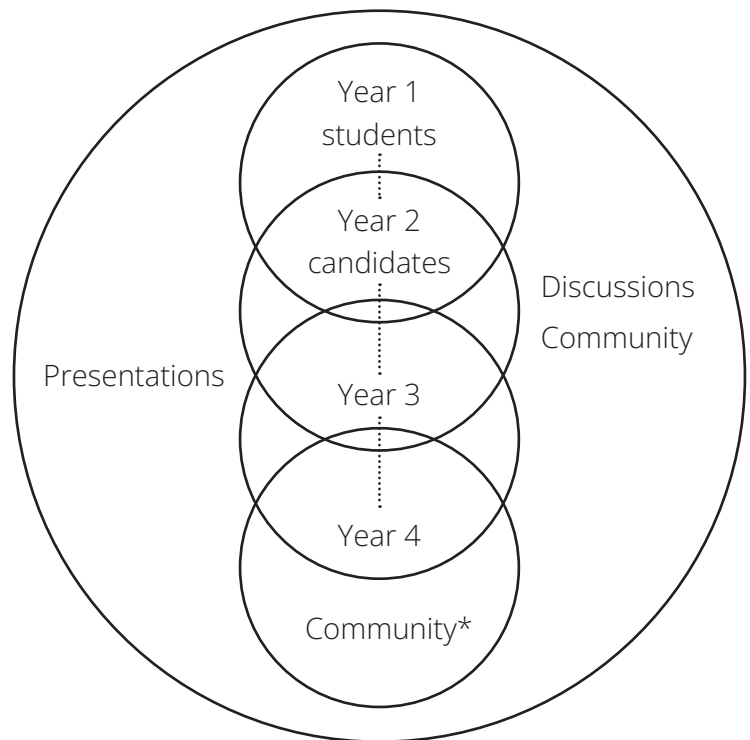 Year 1
students
Year 2
candidates
Discussions
Community
Presentations
Year 3
Year 4
Community*